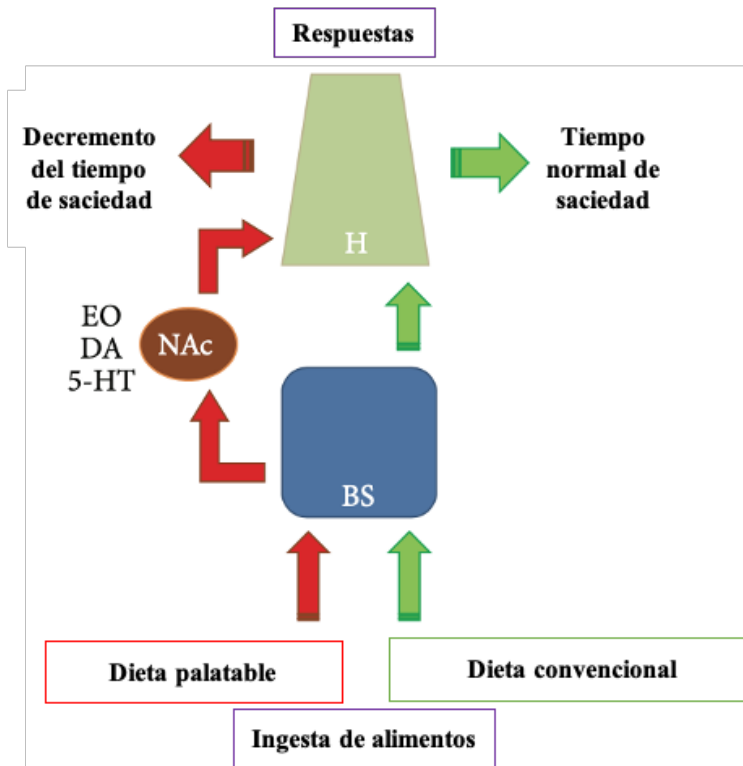 Respuestas
Decremento
del tiempo
de saciedad
Tiempo
normal de
saciedad
H
EO
DA
5-HT
NAc
BS
Dieta palatable
Dieta convencional
Ingesta de alimentos